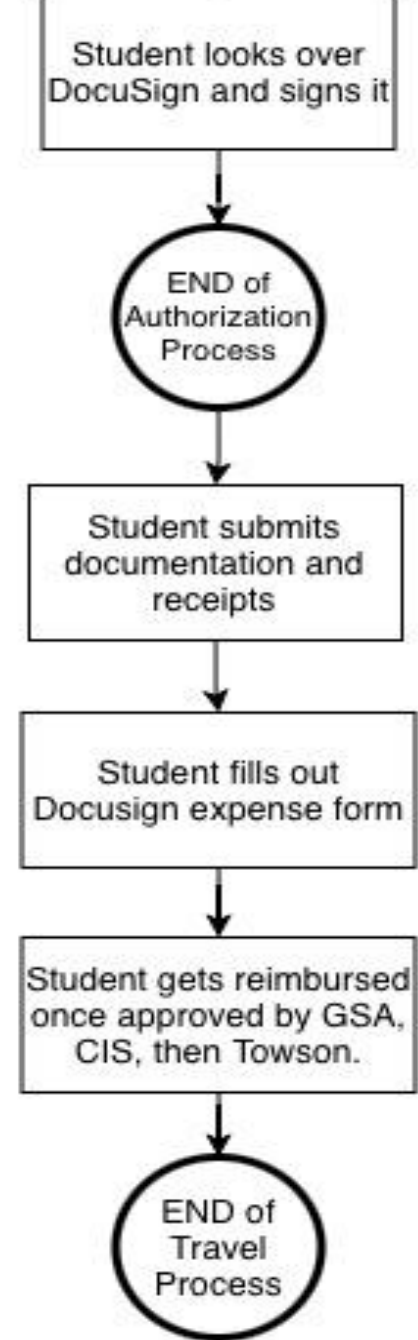 Student looks over
DocuSign and signs it
END of
Authorization
Process
Student submits
documentation and
receipts
Student fills out
Docusign expense form
Student gets reimbursed
once approved by GSA,
CIS, then Towson.
END of
Travel
Process